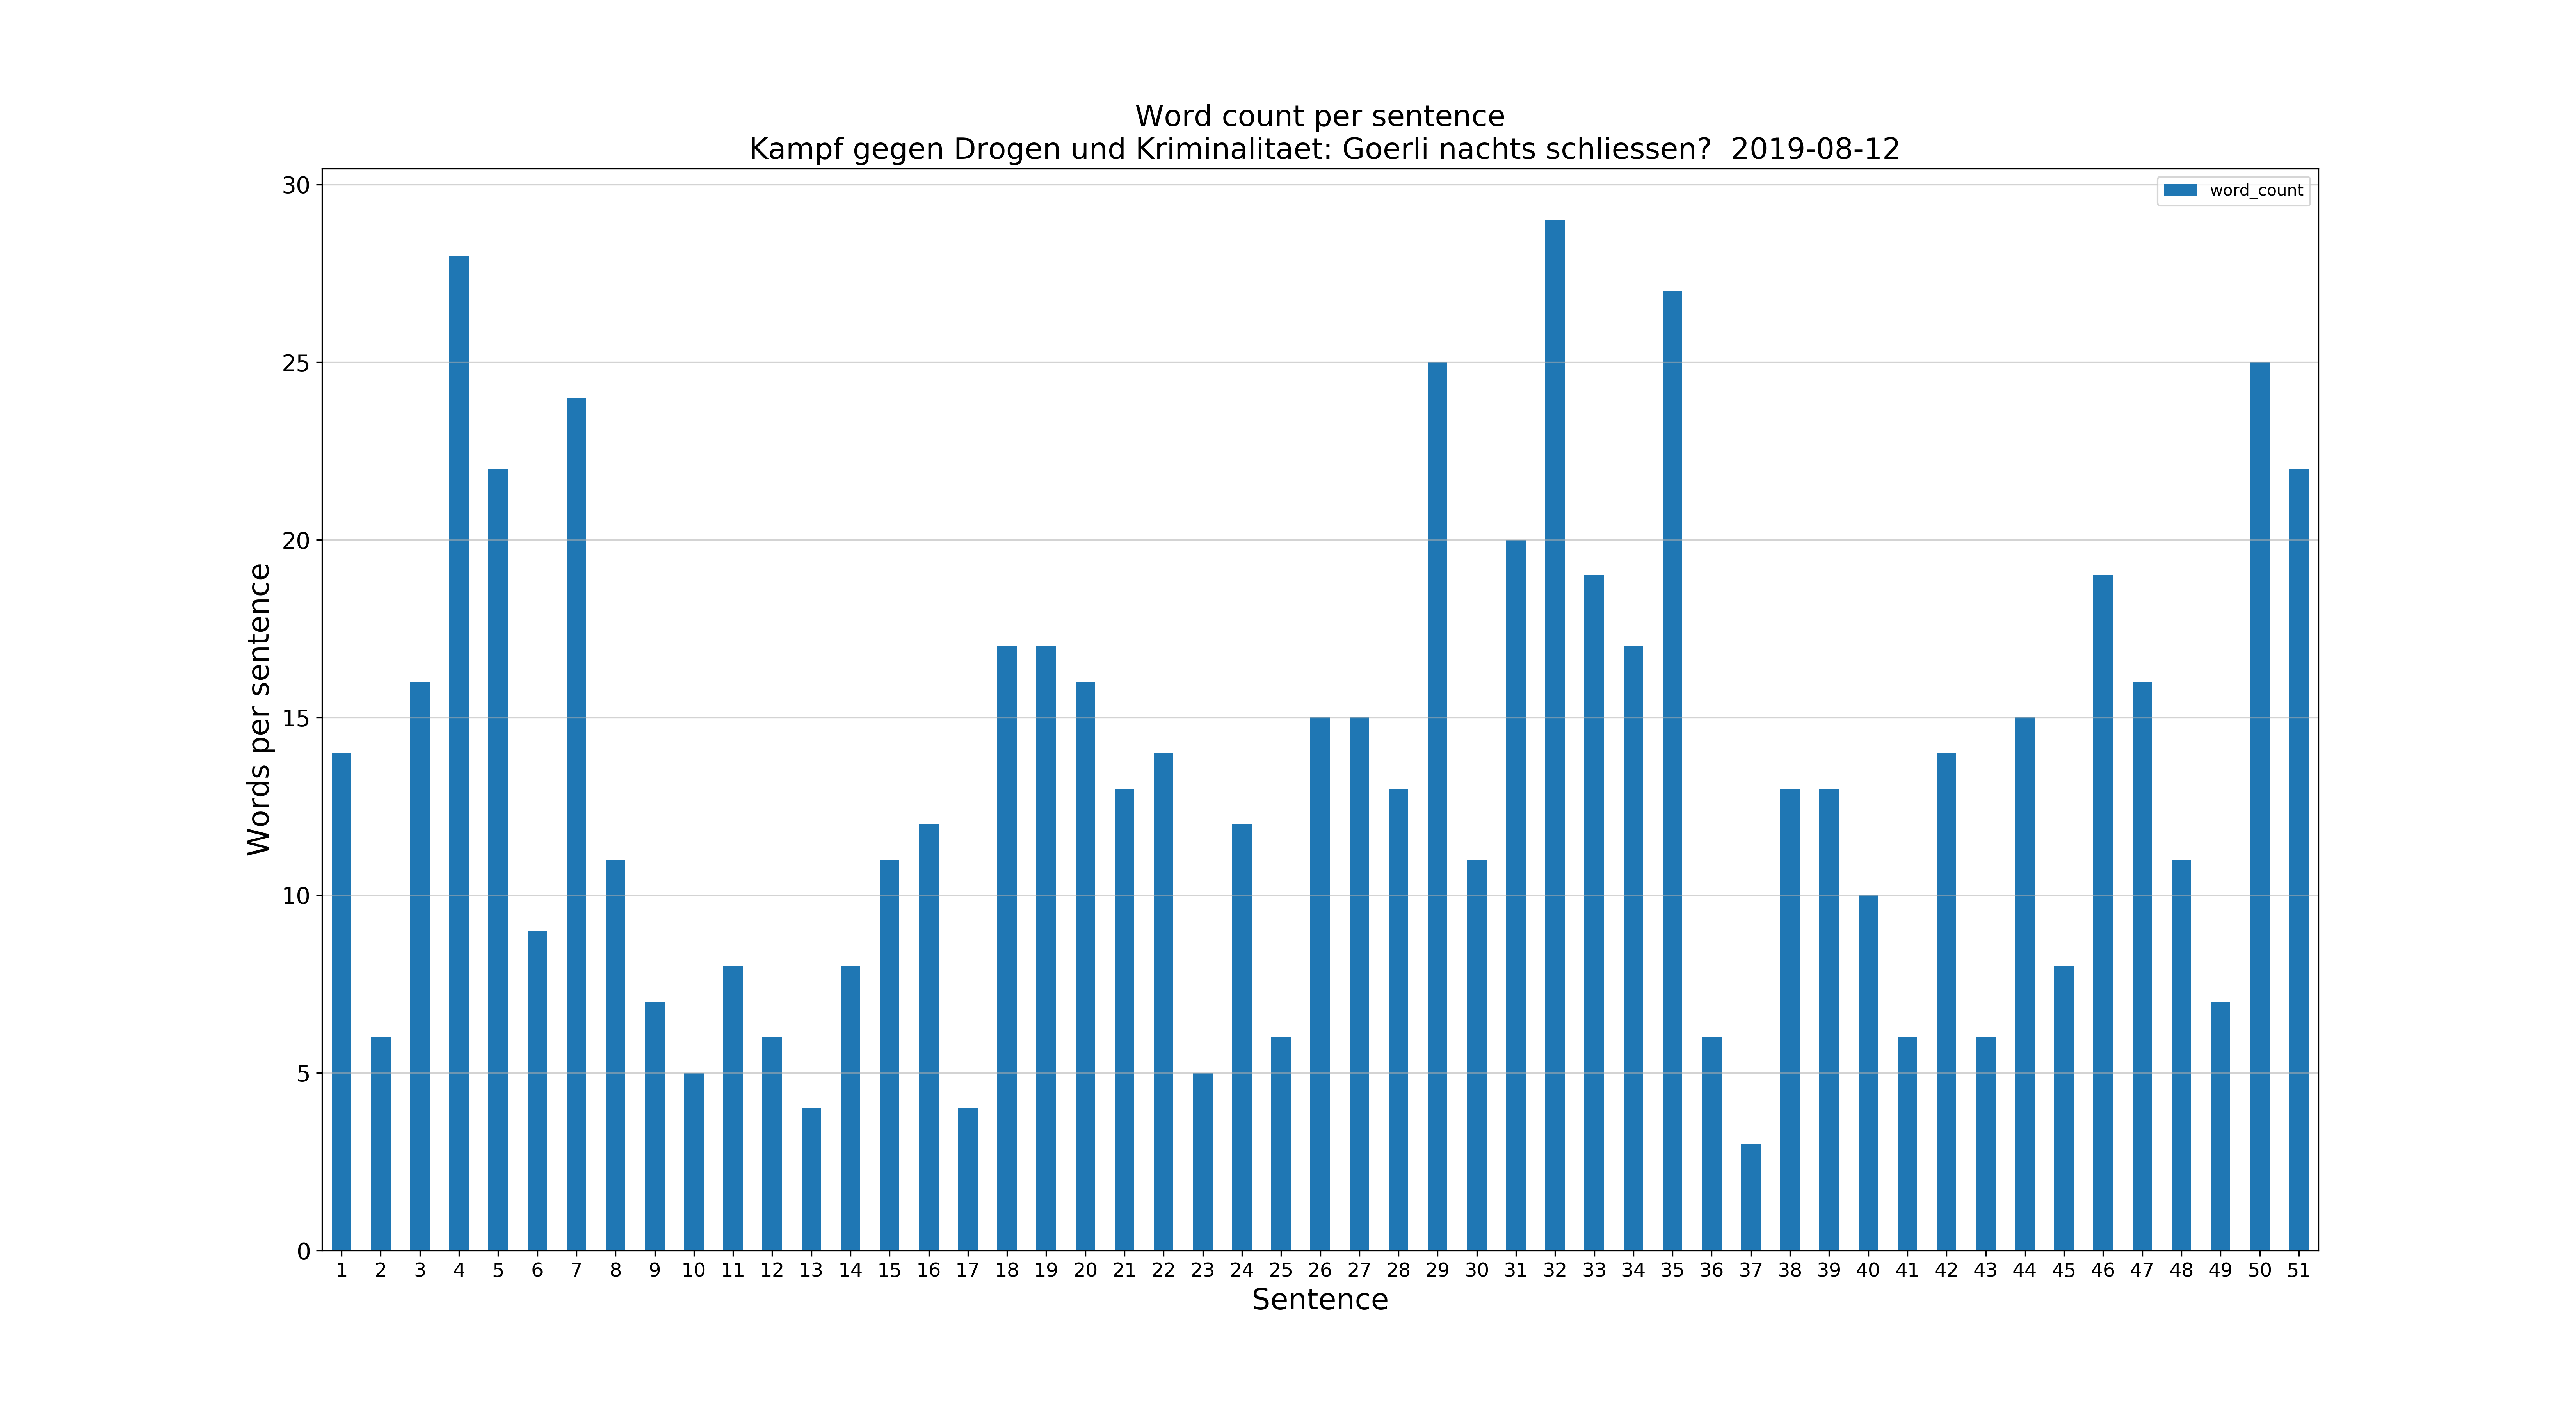 Word count per sentence
Kampf gegen Drogen und Kriminalitaet: Goerli nachts schliessen?  2019-08-12
word_count
30
25
20
15
10
5
0
Words per sentence
1 2 3 4 5 6 7 8 9 10 11 12 13 14 15 16 17 18 19 20 21 22 23 24 25 26 27 28 29 30 31 32 33 34 35 36 37 38 39 40 41 42 43 44 45 46 47 48 49 50 51
Sentence